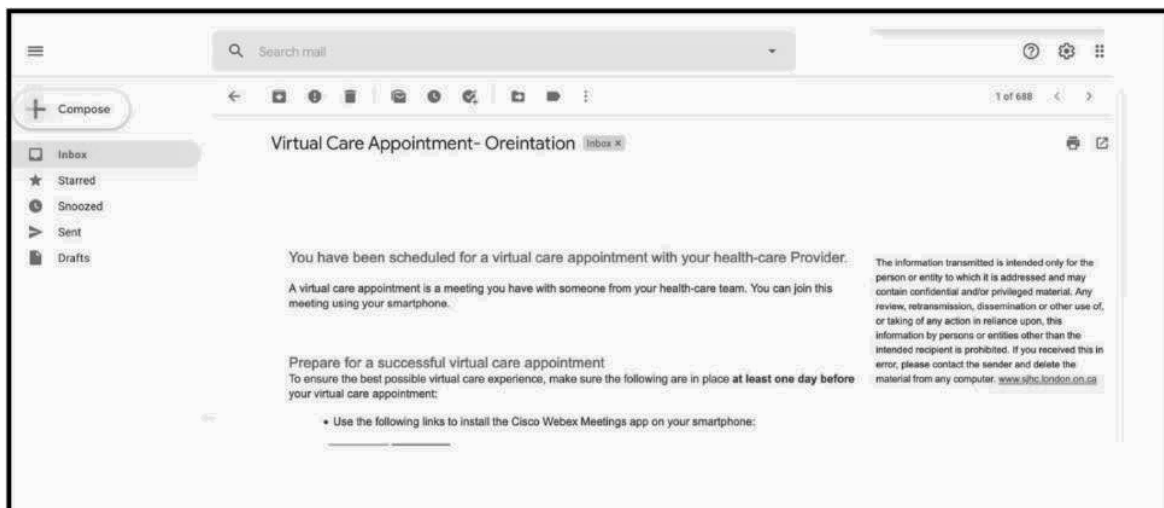 Search mail
Compose
1 of 688
Virtual Care Appointment- Oreintation Inbox ×
Inbox
Starred
Snoozed
Sent
Drafts
You have been scheduled for a virtual care appointment with your health-care Provider.
A virtual care appointment is a meeting you have with someone from your health-care team. You can join this
meeting using your smartphone.
Prepare for a successful virtual care appointment
To ensure the best possible virtual care experience, make sure the following are in place at least one day before
your virtual care appointment:
• Use the following links to install the Cisco Webex Meetings app on your smartphone:
The information transmitted is intended only for the
person or entity to which it is addressed and may
contain confidential and/or privileged material. Any
review, retransmission, dissemination or other use of,
or taking of any action in reliance upon, this
information by persons or entities other than the
intended recipient is prohibited. If you received this in
error, please contact the sender and delete the
material from any computer. www.sjhc.london.on.ca